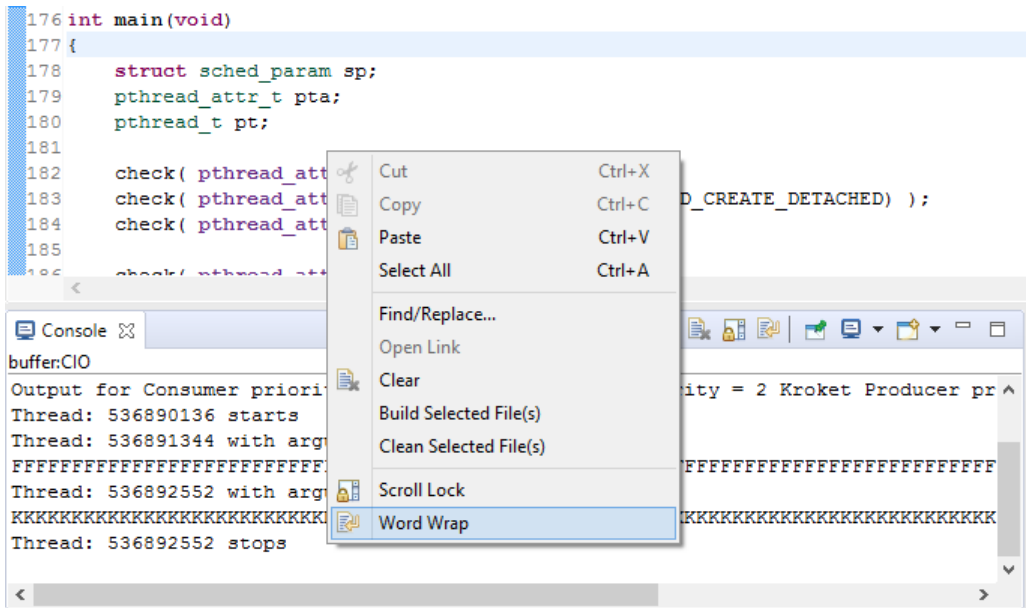 176 int main(void)
177 {
178 struct sched_param sp;
179 pthread_attr_t pta;
180 pthread_t pt;
181
182 check( pthread_att
183 check( pthread_att D_CREATE_DETACHED) );
184 check( pthread_att
185
186 check( pthread_att
Cut Ctrl+X
Copy Ctrl+C
Paste Ctrl+V
Select All Ctrl+A
Find/Replace...
Open Link
Clear
Build Selected File(s)
Clean Selected File(s)
Scroll Lock
Word Wrap
Console
buffer:CIO
Output for Consumer priori rity = 2 Kroket Producer pr
Thread: 536890136 starts
Thread: 536891344 with argu
Thread: 536892552 with argu
Thread: 536892552 stops